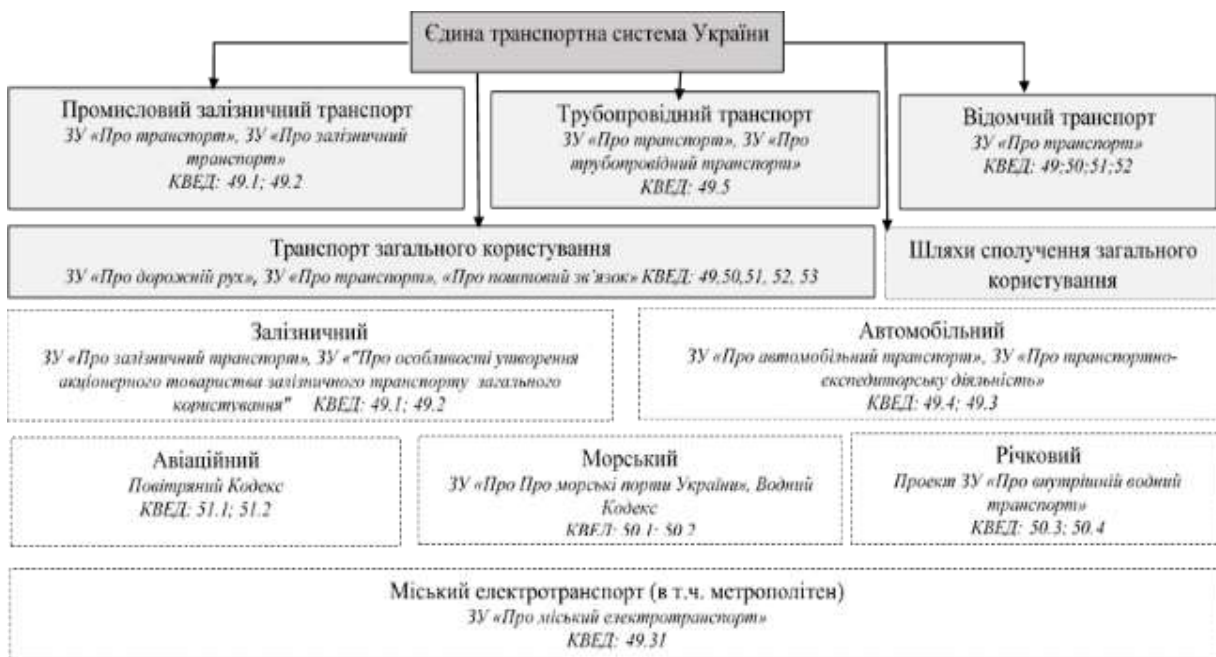 Єдина транспортна система України
Промисловий залізничний транспорт
ЗУ «Про транспорт», ЗУ «Про залізничний
транспорт»
КВЕД: 49.1; 49.2
Трубопровідний транспорт
ЗУ «Про транспорт», ЗУ «Про
трубопровідний транспорт»
КВЕД: 49.5
Відомчий транспорт
ЗУ «Про транспорт»
КВЕД: 49;50;51;52
Транспорт загального користування
ЗУ «Про дорожній рух», ЗУ «Про транспорт», «Про поштовий зв'язок» КВЕД: 49,50,51, 52, 53
Шляхи сполучення загального
користування
Залізничний
ЗУ «Про залізничний транспорт», ЗУ «"Про особливості утворення
акціонерного товариства залізничного транспорту загального
користування" КВЕД: 49.1; 49.2
Автомобільний
ЗУ «Про автомобільний транспорт», ЗУ «Про транспортно-
експедиторську діяльність»
КВЕД: 49.4; 49.3
Авіаційний
Повітряний Кодекс
КВЕД: 51.1; 51.2
Морський
ЗУ «Про Про морські порти України», Водний
Кодекс
КВЕД: 50.1; 50.2
Річковий
Проект ЗУ «Про внутрішній водний
транспорт»
КВЕД: 50.3; 50.4
Міський електротранспорт (в т.ч. метрополітен)
ЗУ «Про міський електротранспорт»
КВЕД: 49.31